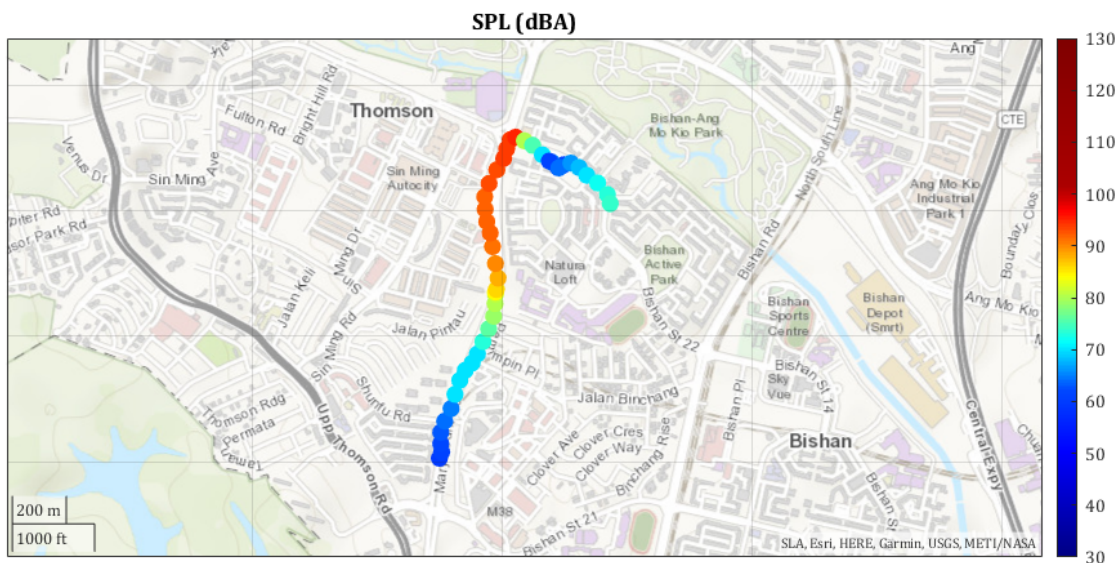 SPL (dBA)
Ang
130
Thomson
Bright Hill Rd
Fulton Rd
Bishan-Ang
Mo Kio Park
North South Line
CTE
120
Venus Dr
Sin Ming
Ave
Sin Ming
Autocity
110
Ang Mo Kio
Industrial
Park 1
100
Boundary Clos
Ming Dr
Sin
Jalan Keli
Natura
Loft
Bishan
Active
Park
Bishan Rd
90
Bishan
Sports
Centre
Bishan
Depot
(Smrt)
Ang Mo Kio
80
Jalan Pintau
Sin Ming Rd
Bishan St 22
70
Shunfu Rd
Jalan Binchang
Bishan Pl
Sky
Vue
Bishan St 14
Thomson Rdg
Permata
60
Upp Thomson Rd
Clover Cres
Clover Way
Clover Ave
Binchang Rise
Bishan
Central Expy
50
M38
Bishan St 21
Bishan St
40
200 m
1000 ft
SLA, Esri, HERE, Garmin, USGS, METI/NASA
30